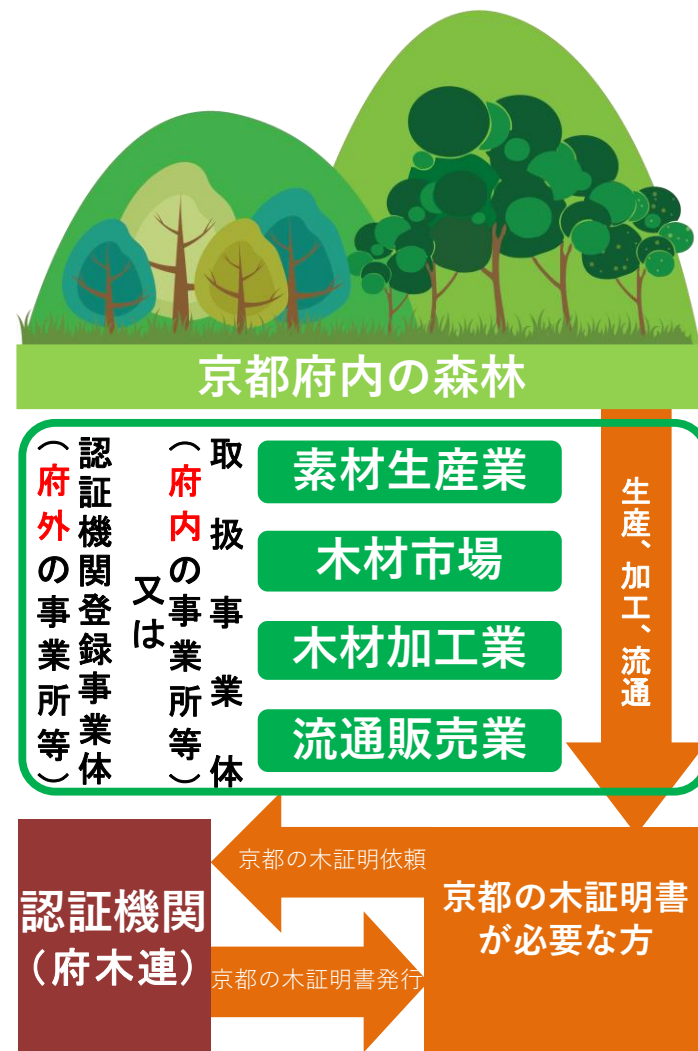 京都府内の森林
取扱事業体
（府内の事業所等）
又は
認証機関登録事業体
（府外の事業所等）
素材生産業
木材市場
木材加工業
流通販売業
生産、加工、流通
京都の木証明依頼
京都の木証明書
が必要な方
認証機関
（府木連）
京都の木証明書発行